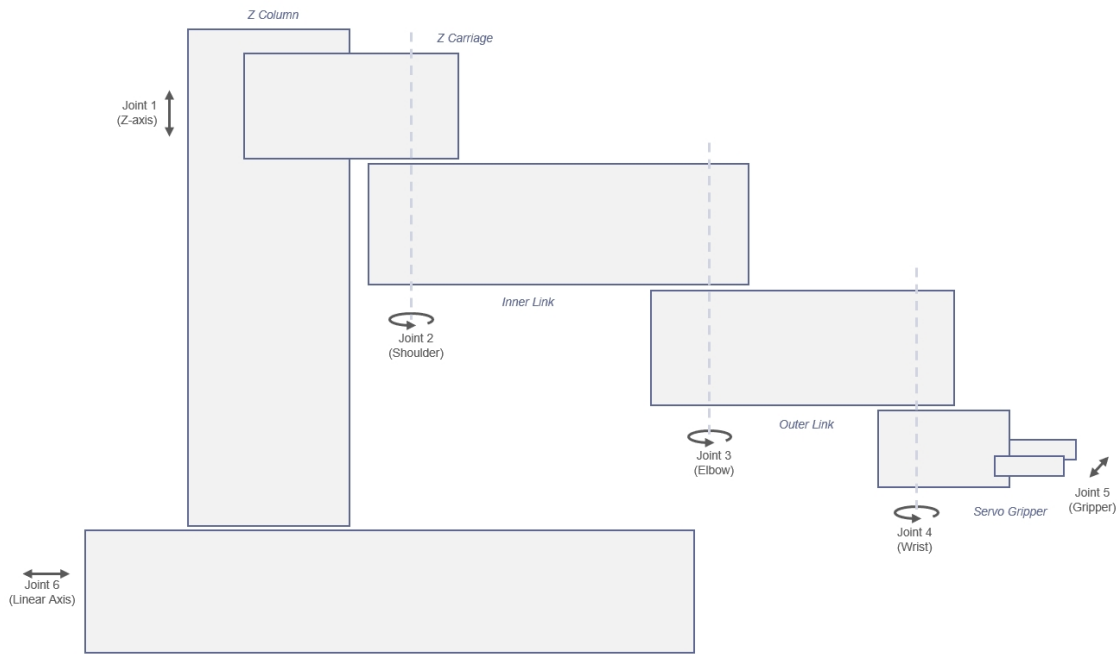 Z Column
Z Carriage
Joint 1
(Z-axis)
Inner Link
Joint 2
(Shoulder)
Outer Link
Joint 3
(Elbow)
Joint 5
(Gripper)
Servo Gripper
Joint 4
(Wrist)
Joint 6
(Linear Axis)